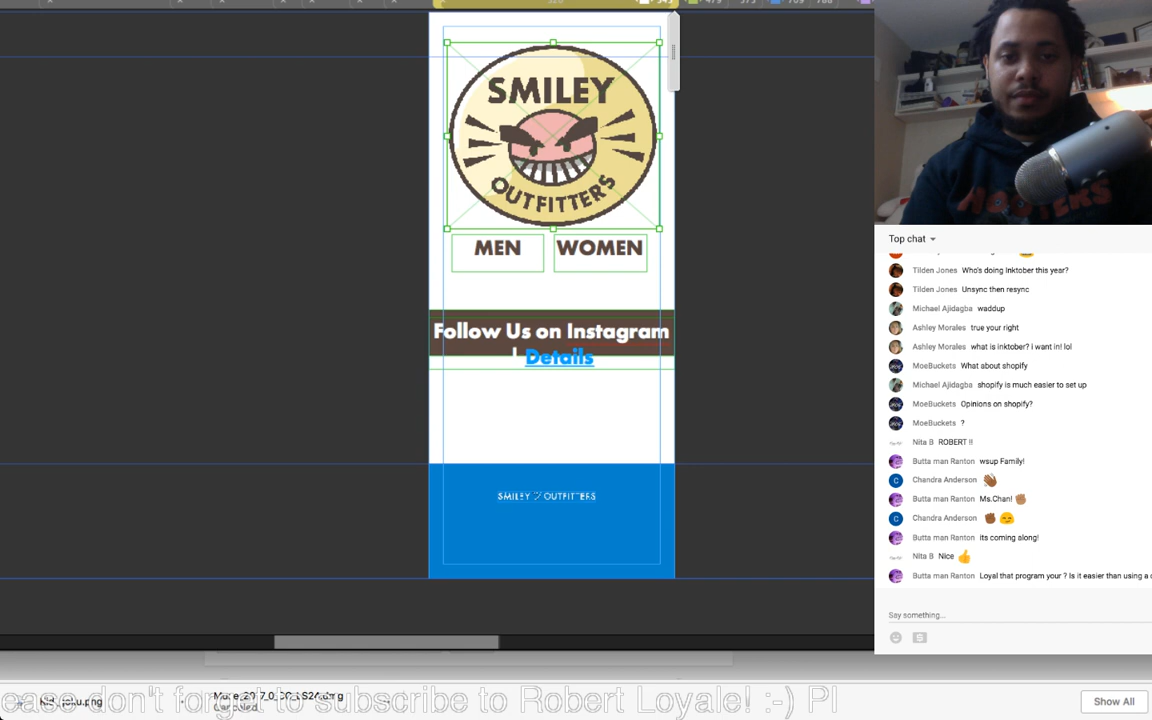 SMILEY
OUTFITTERS
MEN WOMEN
Follow Us on Instagram
| Details
SMILEY OUTFITTERS
HOOTERS
Top chat
Tilden Jones Who's doing Inktober this year?
Tilden Jones Unsync then resync
Michael Ajidagba waddup
Ashley Morales true your right
Ashley Morales what is inktober? i want in! lol
MoeBuckets What about shopify
Michael Ajidagba shopify is much easier to set up
MoeBuckets Opinions on shopify?
MoeBuckets ?
Nita B ROBERT !!
Butta man Ranton wsup Family!
Chandra Anderson 👋🏾
Butta man Ranton Ms.Chan! ✊🏽
Chandra Anderson ✊🏾 😊
Butta man Ranton its coming along!
Nita B Nice 👍
Butta man Ranton Loyal that program your ? Is it easier than using a
Say something...
ease don't forget to subscribe to Robert Loyale! :-) Pl
Canceled
Show All